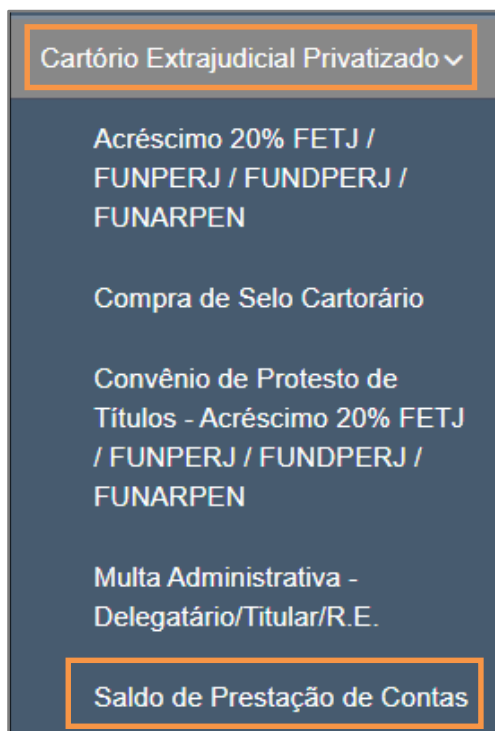 Cartório Extrajudicial Privatizado
Acréscimo 20% FETJ /
FUNPERJ / FUNDPERJ /
FUNARPEN
Compra de Selo Cartorário
Convênio de Protesto de
Títulos - Acréscimo 20% FETJ
/ FUNPERJ / FUNDPERJ /
FUNARPEN
Multa Administrativa -
Delegatário/Titular/R.E.
Saldo de Prestação de Contas